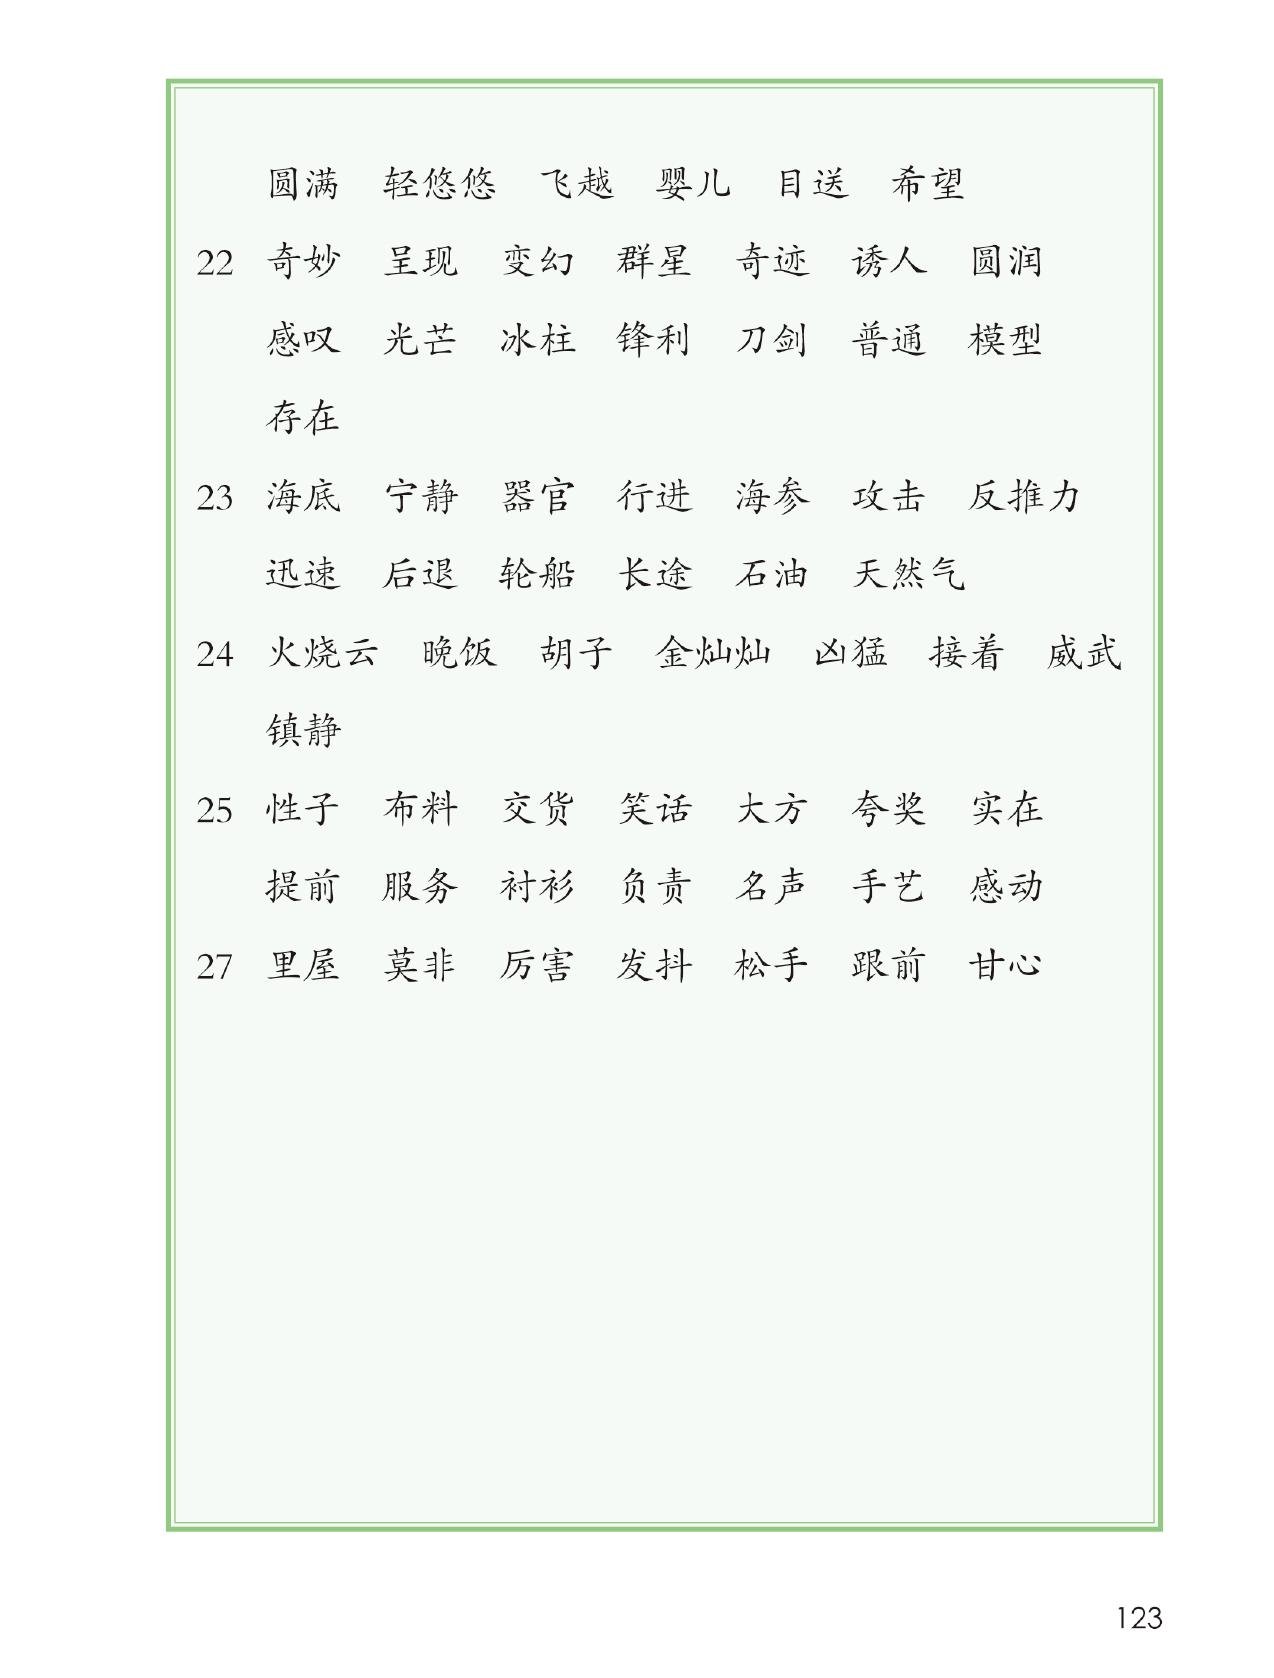 圆满 轻悠悠 飞越 婴儿 目送 希望
22 奇妙 呈现 变幻 群星 奇迹 诱人 圆润
感叹 光芒 冰柱 锋利 刀剑 普通 模型
存在
23 海底 宁静 器官 行进 海参 攻击 反推力
迅速 后退 轮船 长途 石油 天然气
24 火烧云 晚饭 胡子 金灿灿 凶猛 接着 威武
镇静
25 性子 布料 交货 笑话 大方 夸奖 实在
提前 服务 衬衫 负责 名声 手艺 感动
27 里屋 莫非 厉害 发抖 松手 跟前 甘心
123